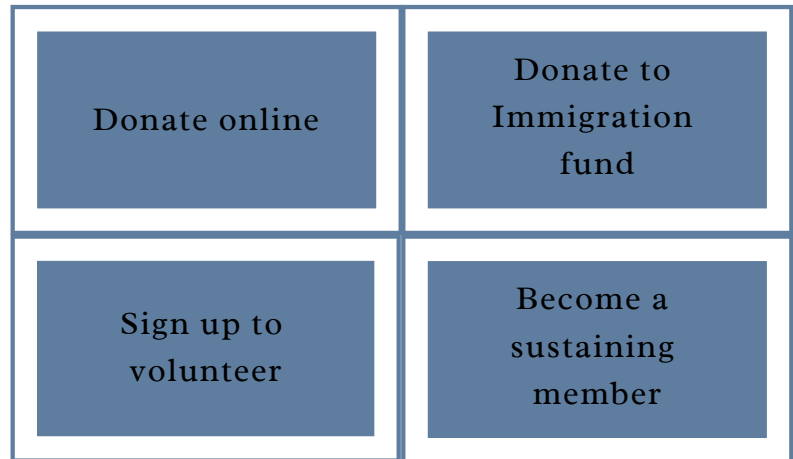 Donate online
Donate to
Immigration
fund
Sign up to
volunteer
Become a
sustaining
member